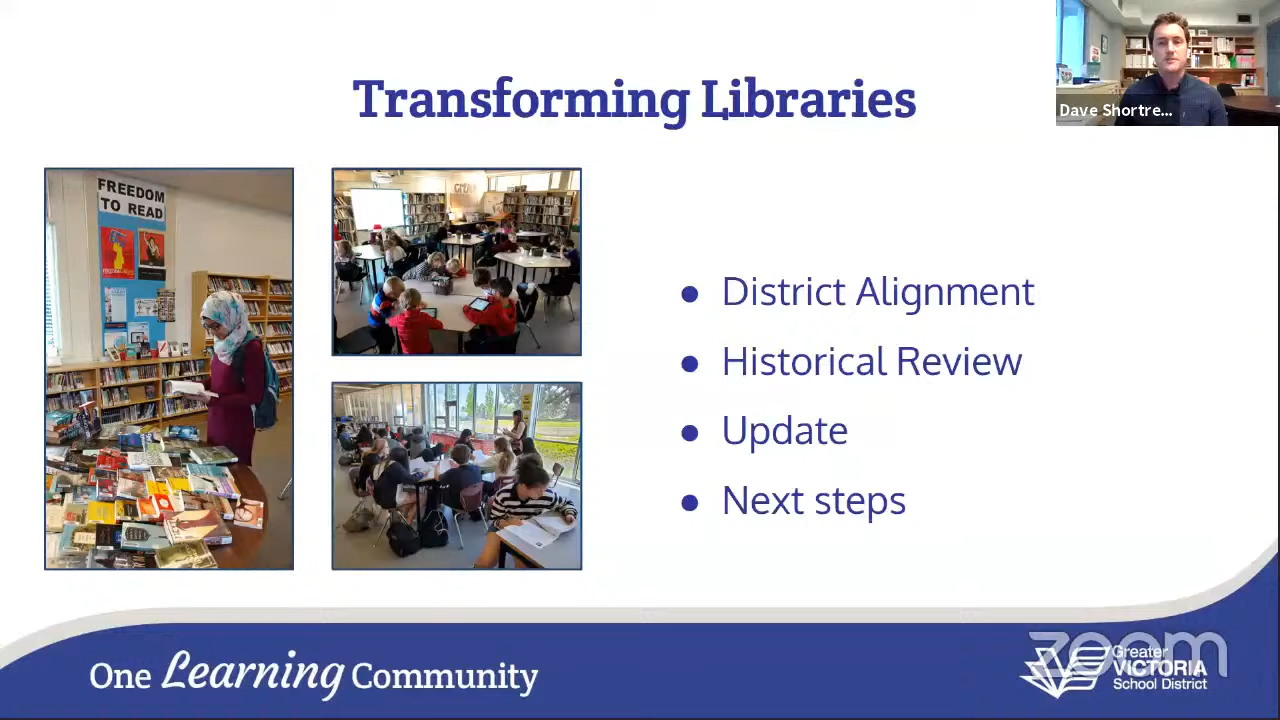 Transforming Libraries
Dave Shortre...
FREEDOM
TO READ
District Alignment
Historical Review
Update
Next steps
One Learning Community
zoom
Greater
VICTORIA
School District